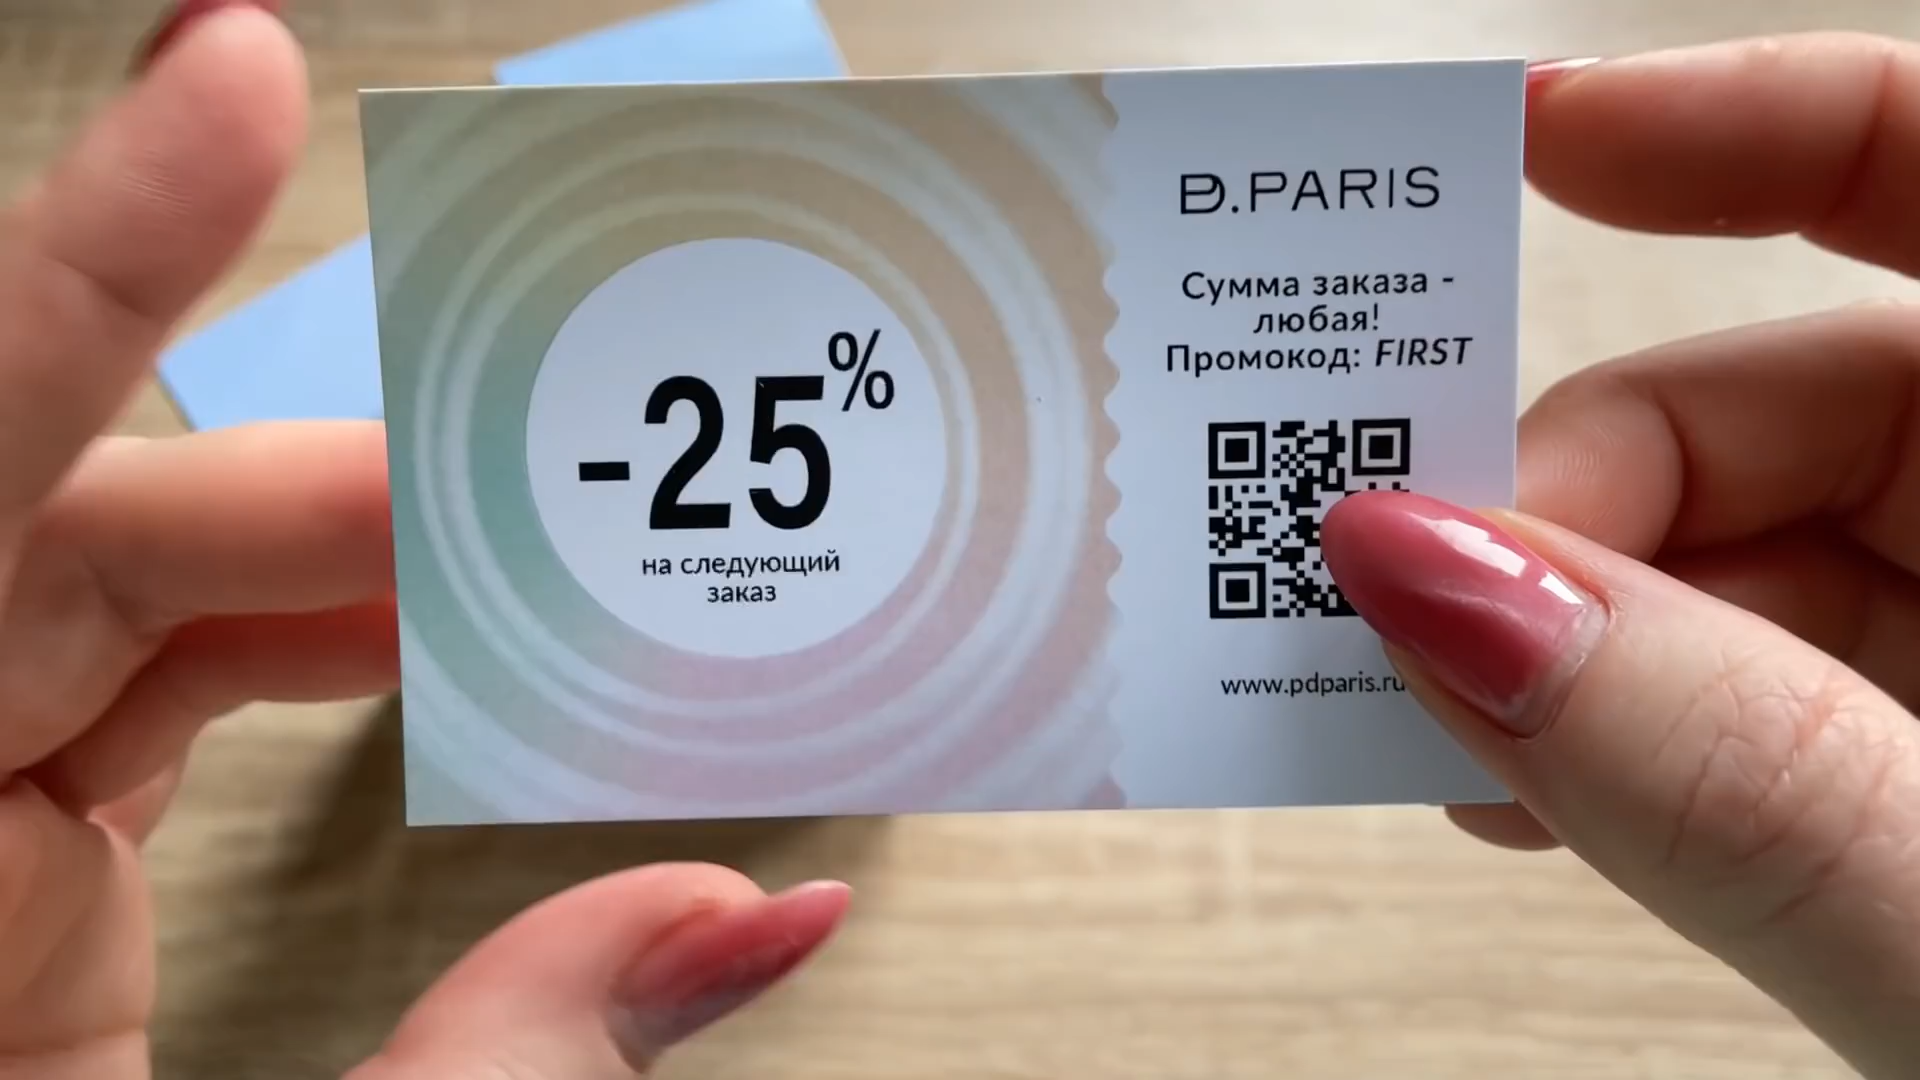 -25%
на следующий
заказ
PD.PARIS
Сумма заказа -
любая!
Промокод: FIRST
www.pdparis.ru